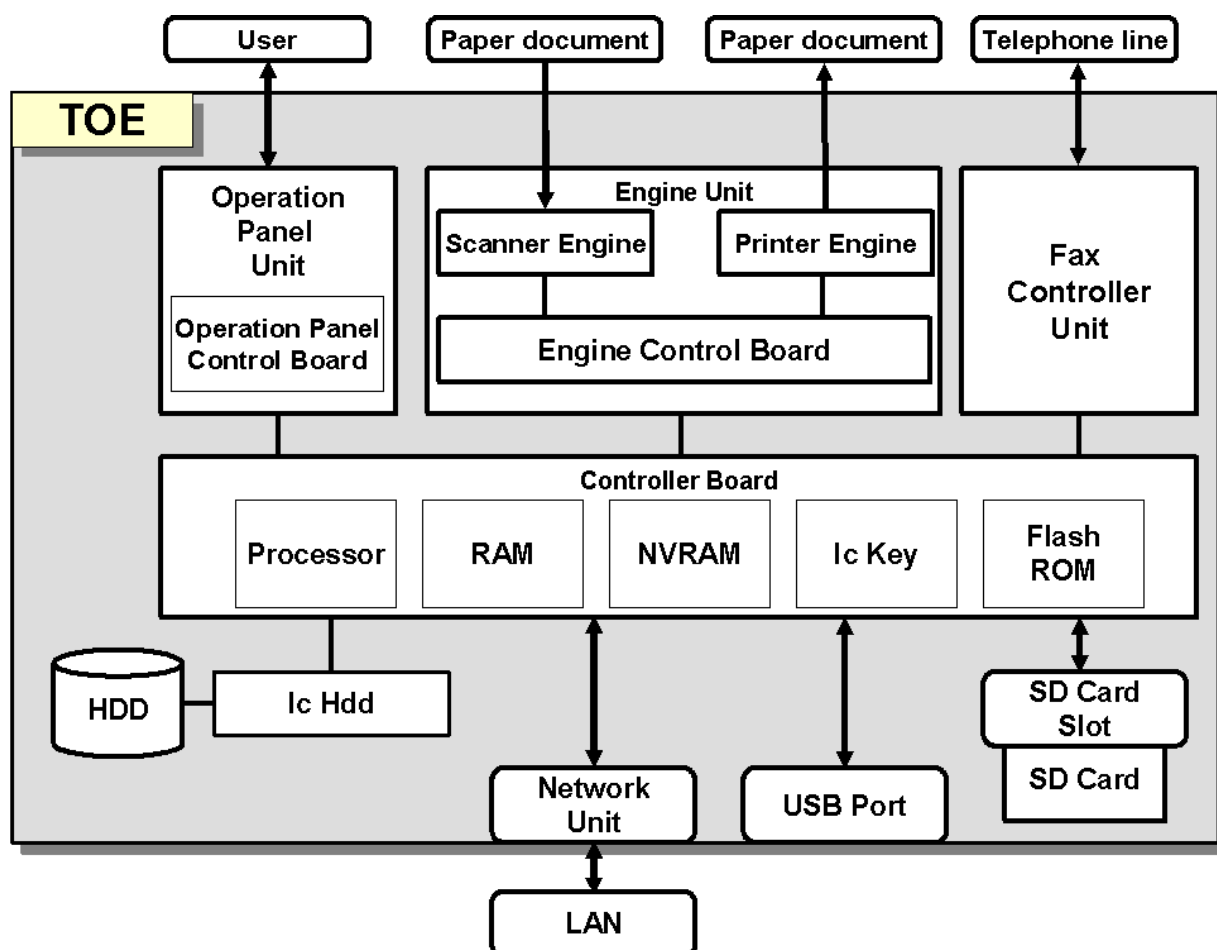 User
Paper document
Paper document
Telephone line
TOE
Operation
Panel
Unit
Operation Panel
Control Board
Engine Unit
Scanner Engine
Printer Engine
Engine Control Board
Fax
Controller
Unit
Controller Board
Processor
RAM
NVRAM
Ic Key
Flash
ROM
HDD
Ic Hdd
Network
Unit
USB Port
SD Card
Slot
SD Card
LAN